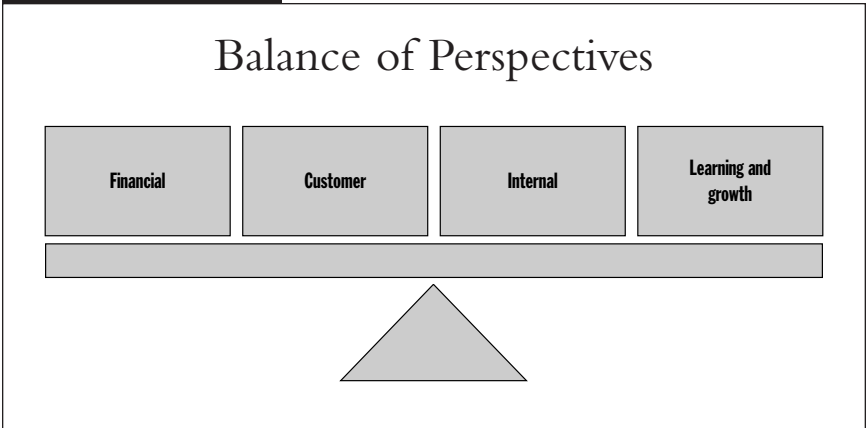 Balance of Perspectives
Financial
Customer
Internal
Learning and
growth